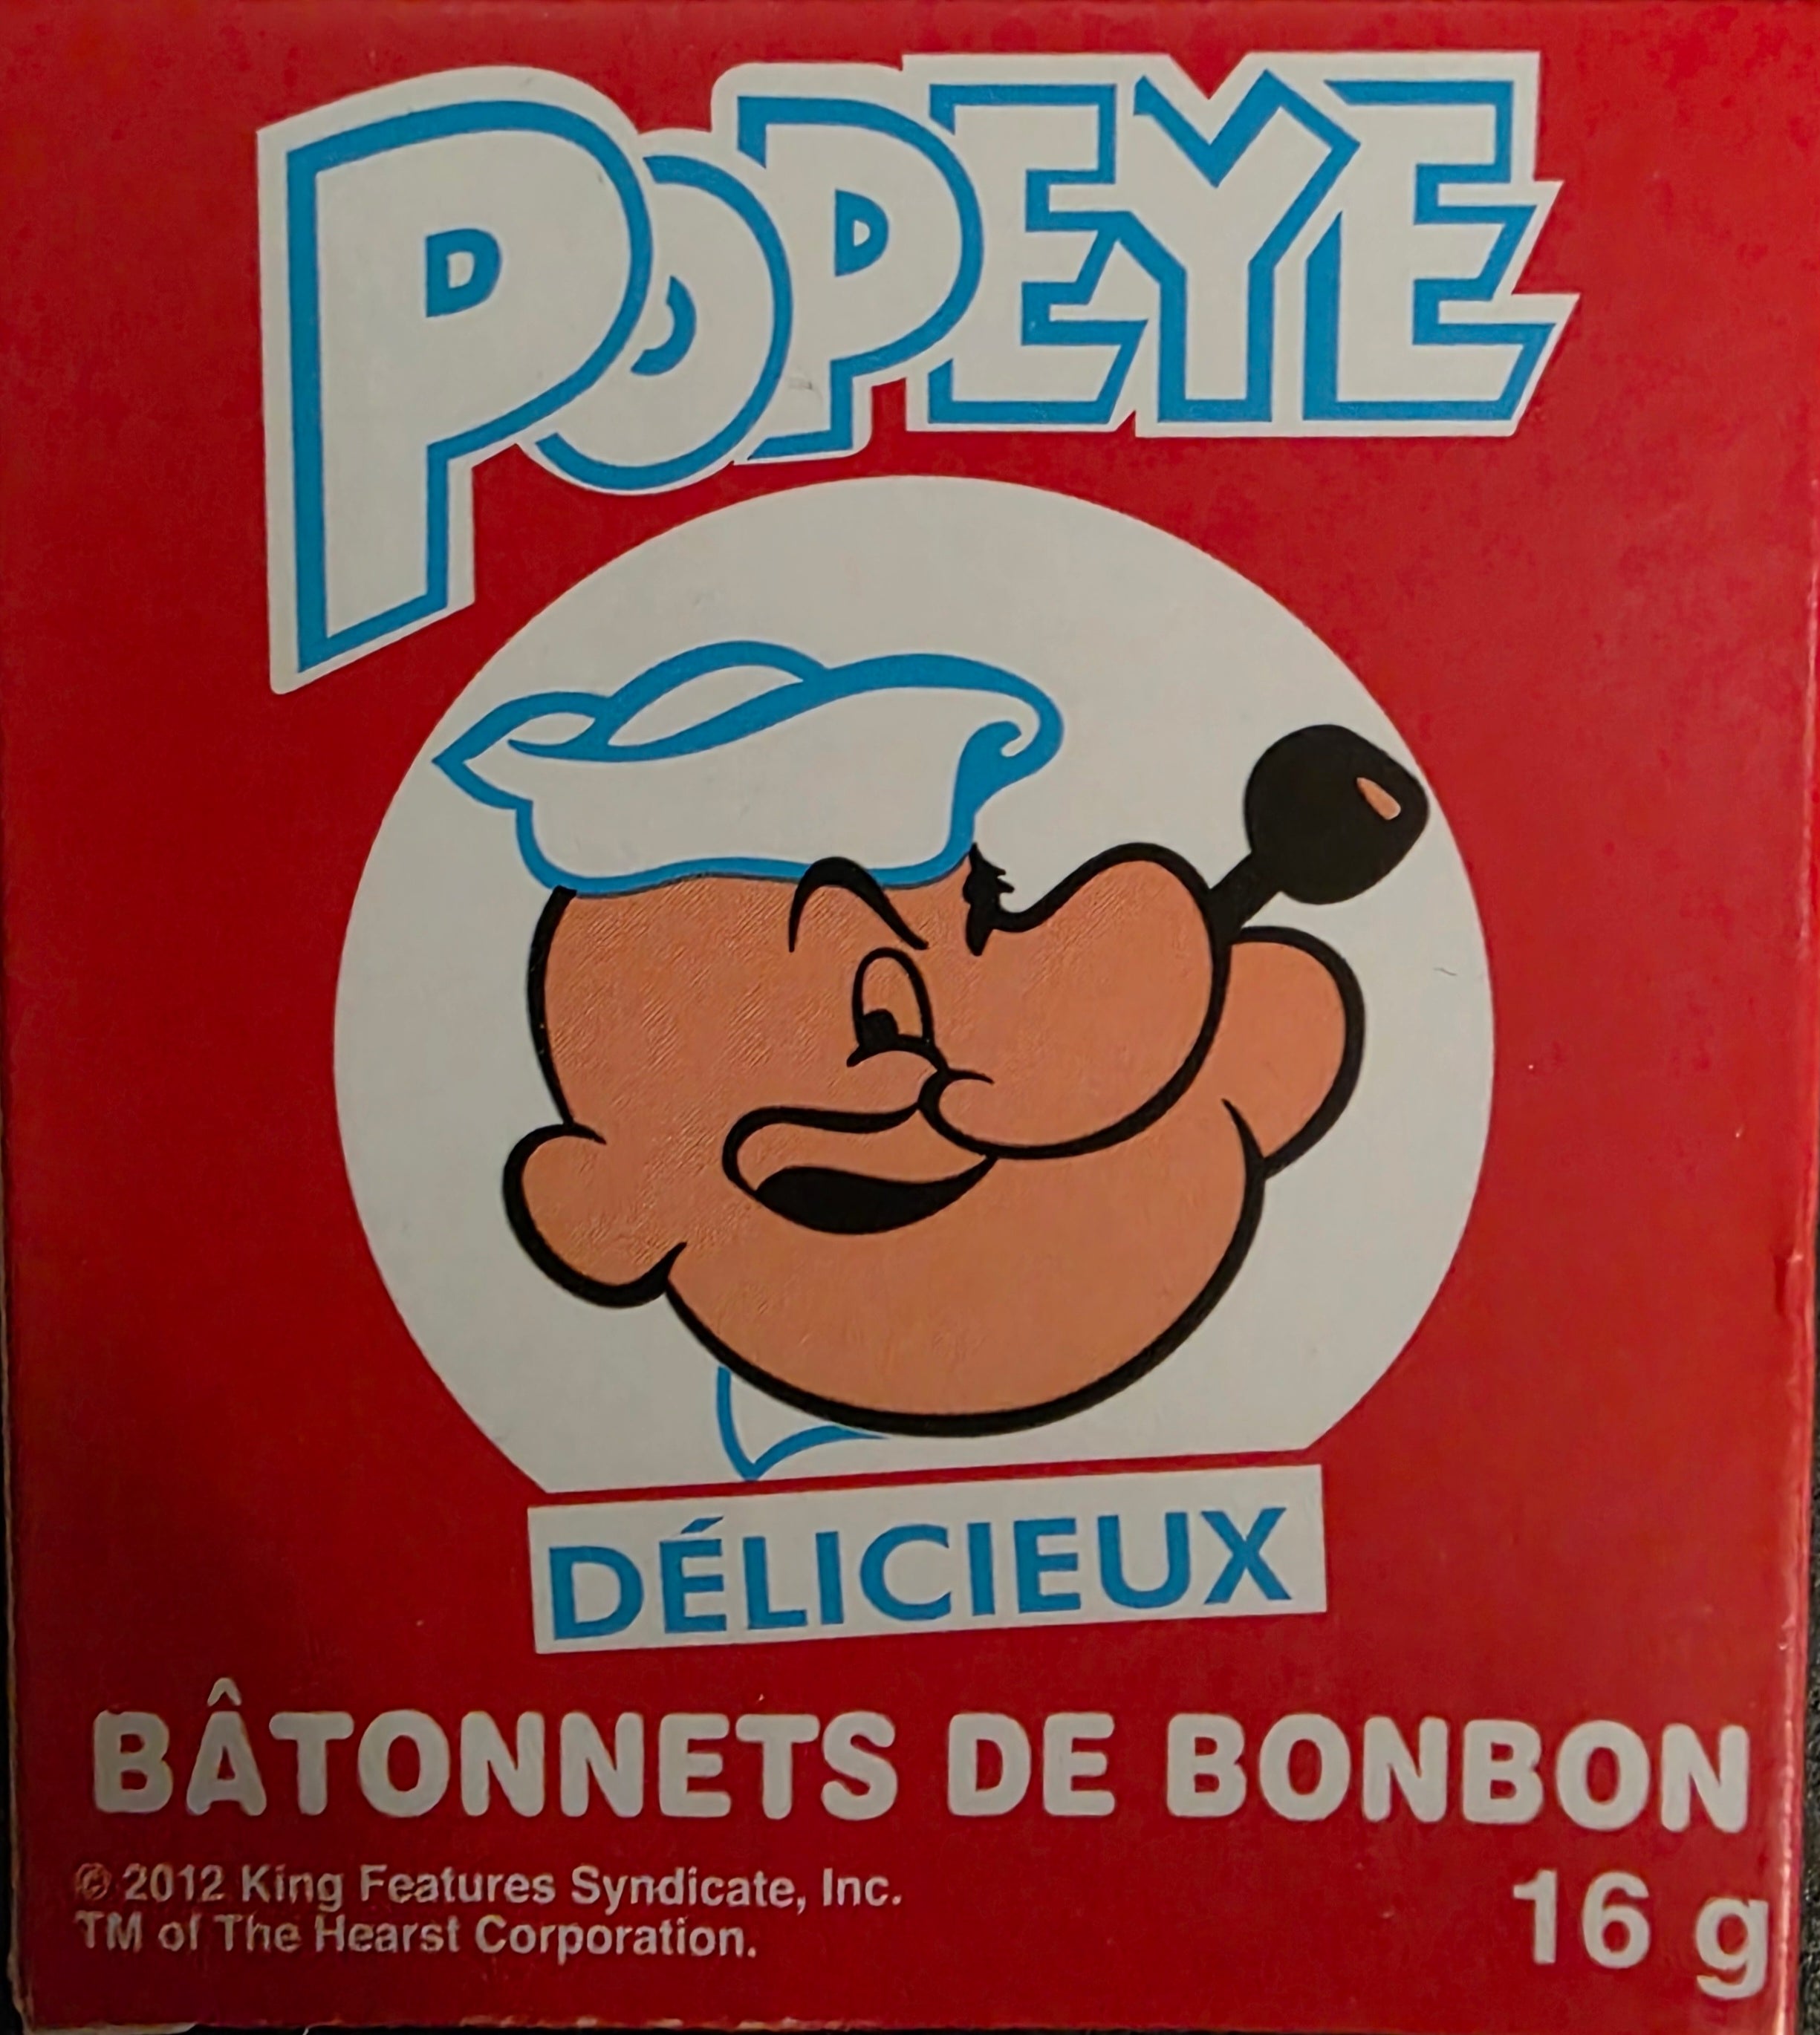 POPEYE
DÉLICIEUX
BÂTONNETS DE BONBON
© 2012 King Features Syndicate, Inc.
TM of The Hearst Corporation.
16 g